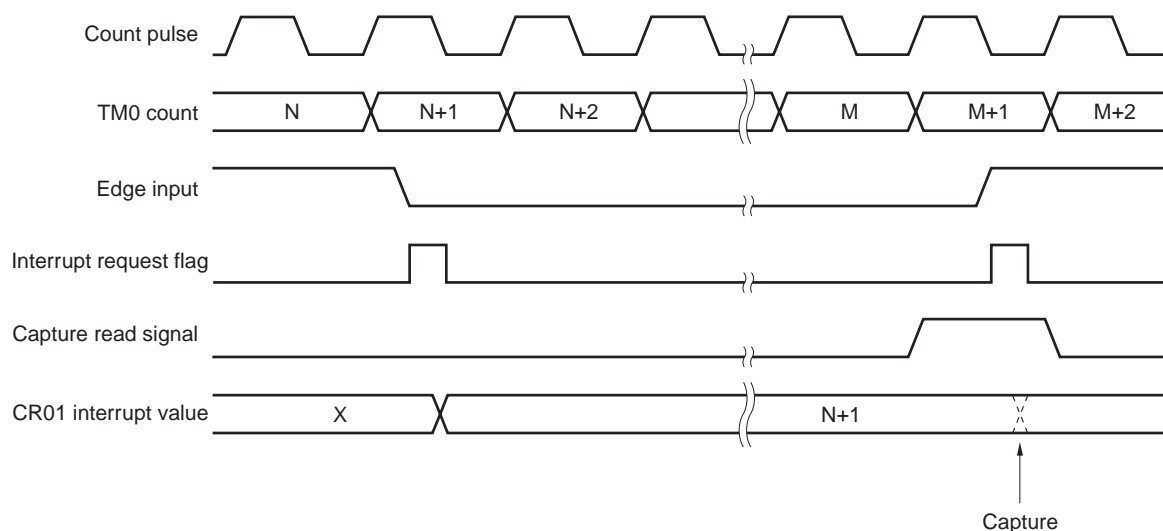 Count pulse
TM0 count N N+1 N+2 M M+1 M+2
Edge input
Interrupt request flag
Capture read signal
CR01 interrupt value X N+1
Capture